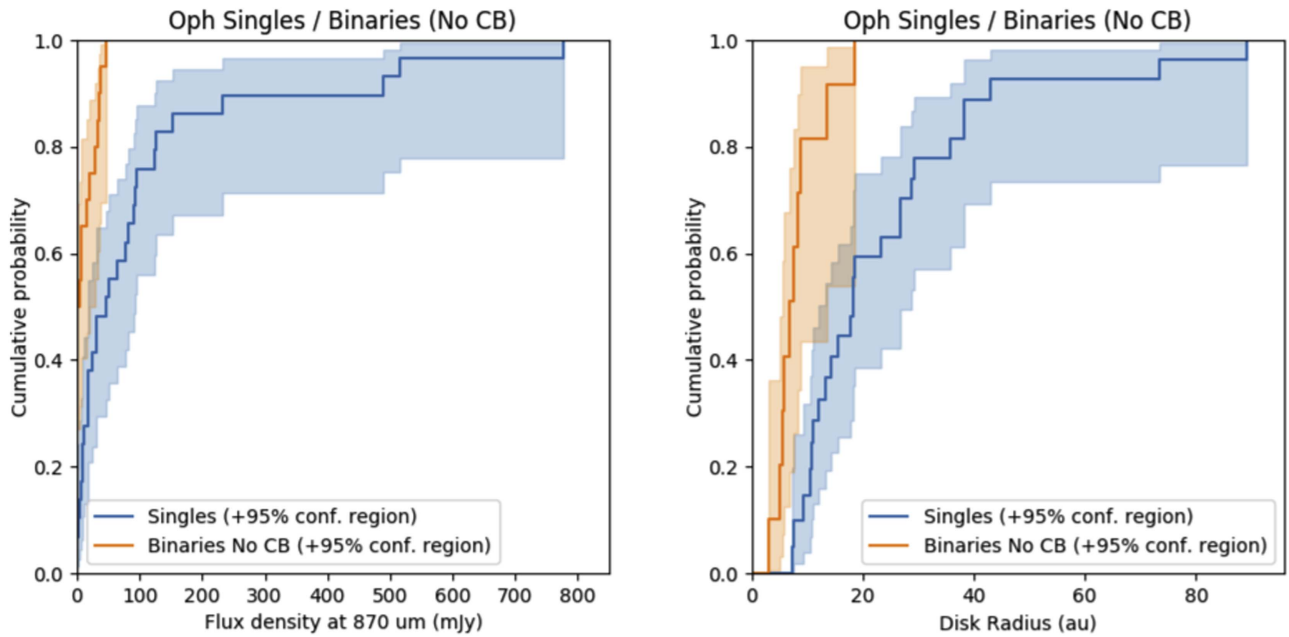 Oph Singles / Binaries (No CB)
1.0
0.8
0.6
0.4
0.2
0.0
Cumulative probability
Singles (+95% conf. region)
Binaries No CB (+95% conf. region)
0 100 200 300 400 500 600 700 800
Flux density at 870 um (mJy)
Oph Singles / Binaries (No CB)
1.0
0.8
0.6
0.4
0.2
0.0
Cumulative probability
Singles (+95% conf. region)
Binaries No CB (+95% conf. region)
0 20 40 60 80
Disk Radius (au)